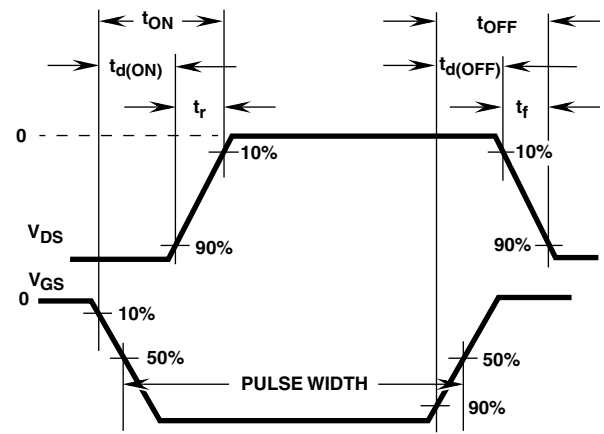 tON tOFF
td(ON) td(OFF)
tr tf
0
10% 10%
VDS 90% 90%
VGS
0
10%
50% 50%
PULSE WIDTH
90%